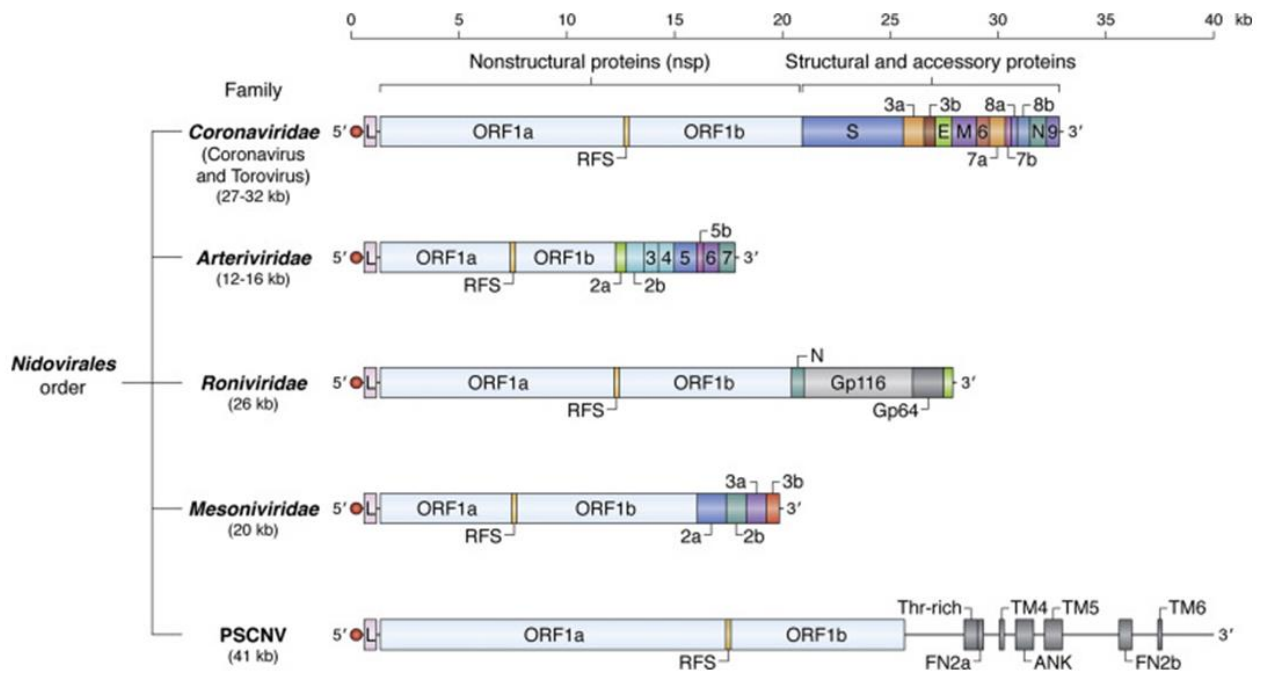 0 5 10 15 20 25 30 35 40 kb
Nonstructural proteins (nsp) Structural and accessory proteins
Family
3a 3b 8a 8b
Coronaviridae 5′ L ORF1a ORF1b S E M 6 N 9 3′
(Coronavirus RFS 7a 7b
and Torovirus)
(27-32 kb)
5b
Arteriviridae 5′ L ORF1a ORF1b 3 4 5 6 7 3′
(12-16 kb) RFS 2a 2b
Nidovirales
order
N
Roniviridae 5′ L ORF1a ORF1b Gp116 3′
(26 kb) RFS Gp64
3a 3b
Mesoniviridae 5′ L ORF1a ORF1b 3′
(20 kb) RFS 2a 2b
Thr-rich TM4 TM5 TM6
PSCNV 5′ L ORF1a ORF1b 3′
(41 kb) RFS FN2a ANK FN2b